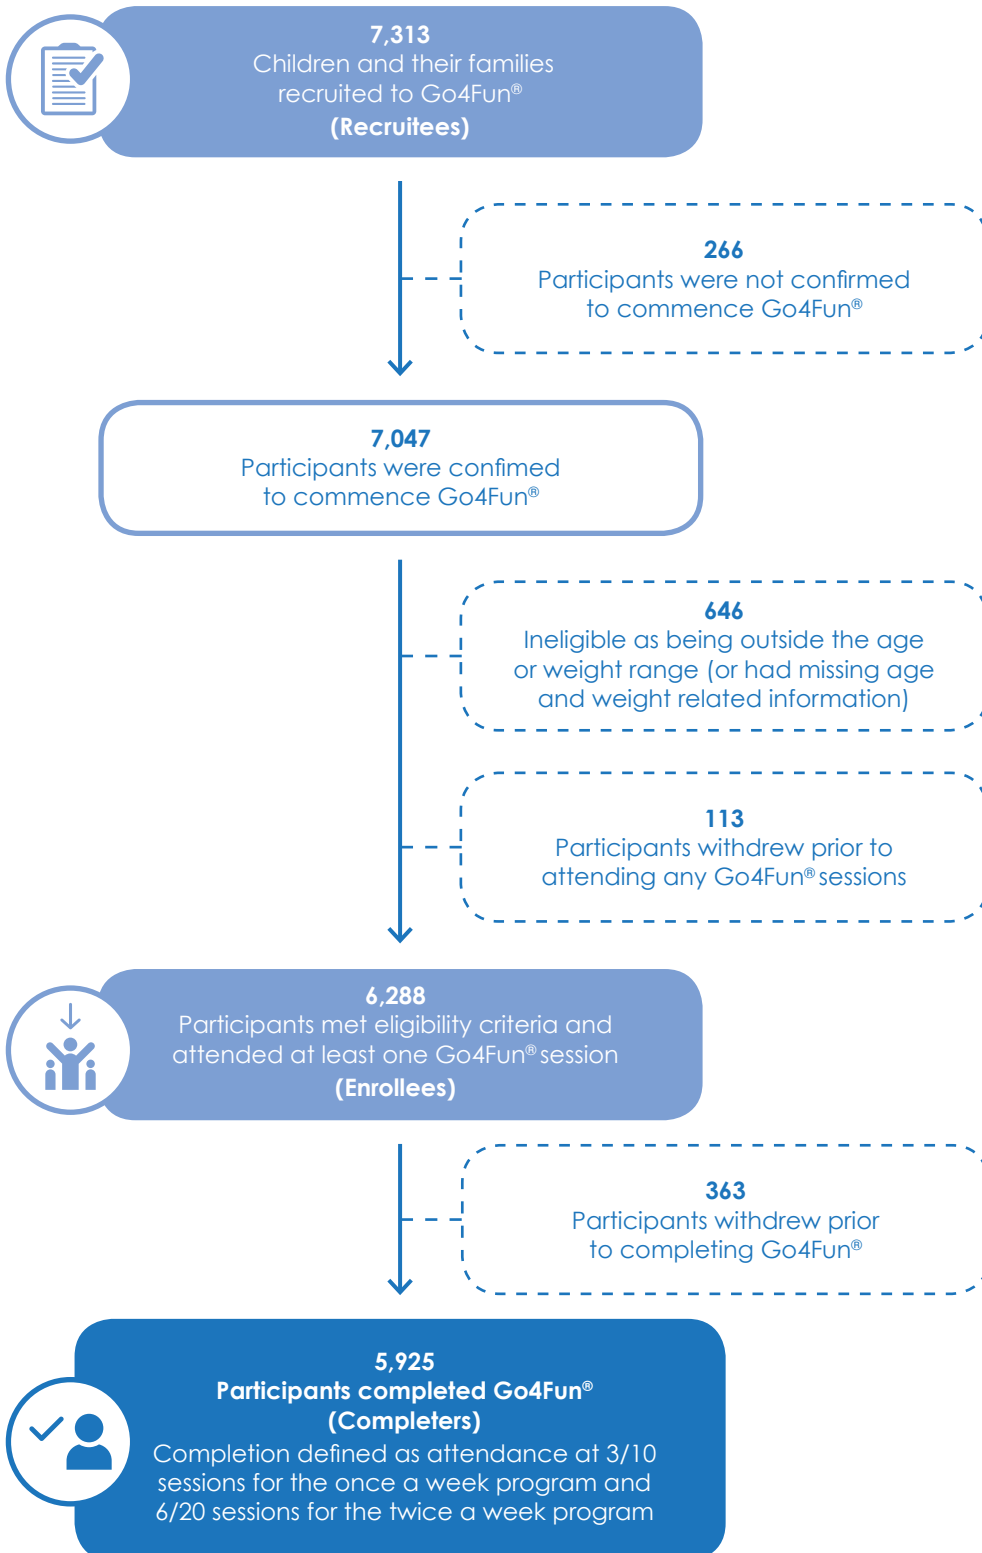 7,313
Children and their families
recruited to Go4Fun®
(Recruitees)
266
Participants were not confirmed
to commence Go4Fun®
7,047
Participants were confimed
to commence Go4Fun®
646
Ineligible as being outside the age
or weight range (or had missing age
and weight related information)
113
Participants withdrew prior to
attending any Go4Fun® sessions
6,288
Participants met eligibility criteria and
attended at least one Go4Fun® session
(Enrollees)
363
Participants withdrew prior
to completing Go4Fun®
5,925
Participants completed Go4Fun®
(Completers)
Completion defined as attendance at 3/10
sessions for the once a week program and
6/20 sessions for the twice a week program